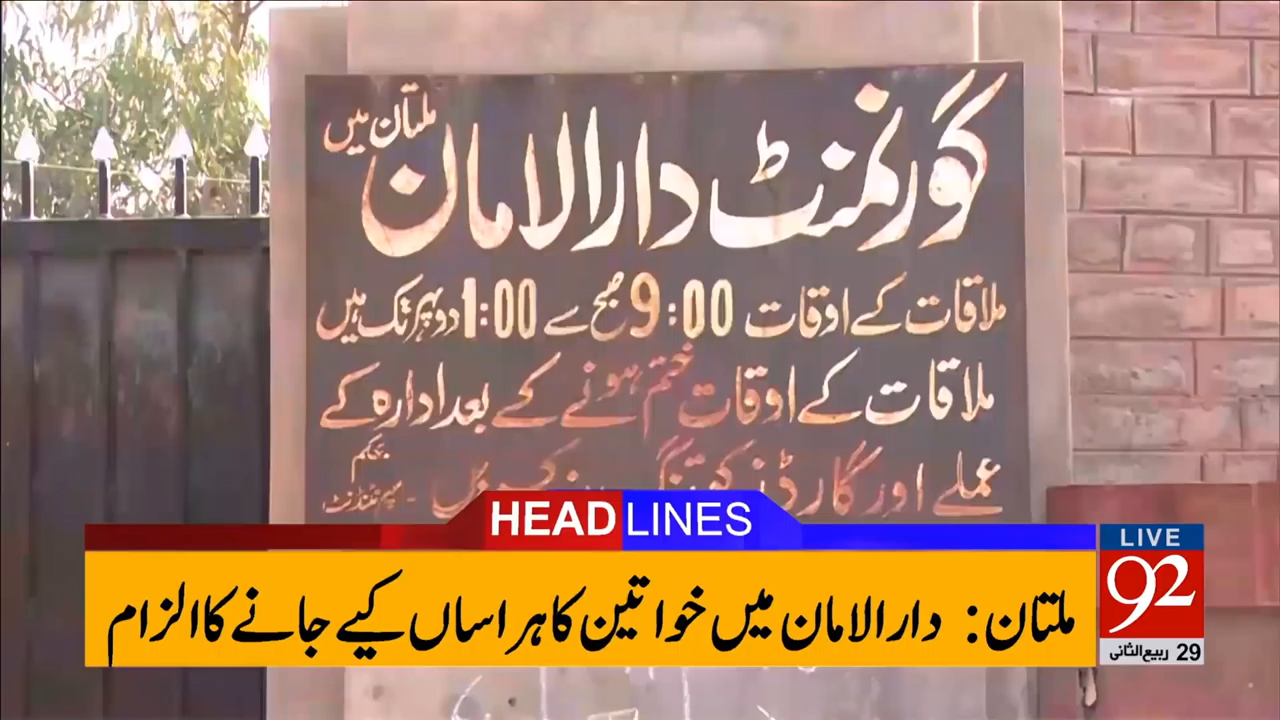 گورنمنٹ دارالامان ملتان میں
ملاقات کے اوقات 9:00 صبح سے 1:00 دوپہر تک ہیں
ملاقات کے اوقات ختم ہونے کے بعد ادارہ کے
عملے اور گارڈز کو تنگ نہ کریں -
بحکم
سپرنٹنڈنٹ
HEADLINES
ملتان: دارالامان میں خواتین کا ہراساں کیے جانے کا الزام
LIVE
92
29 ربیع الثانی